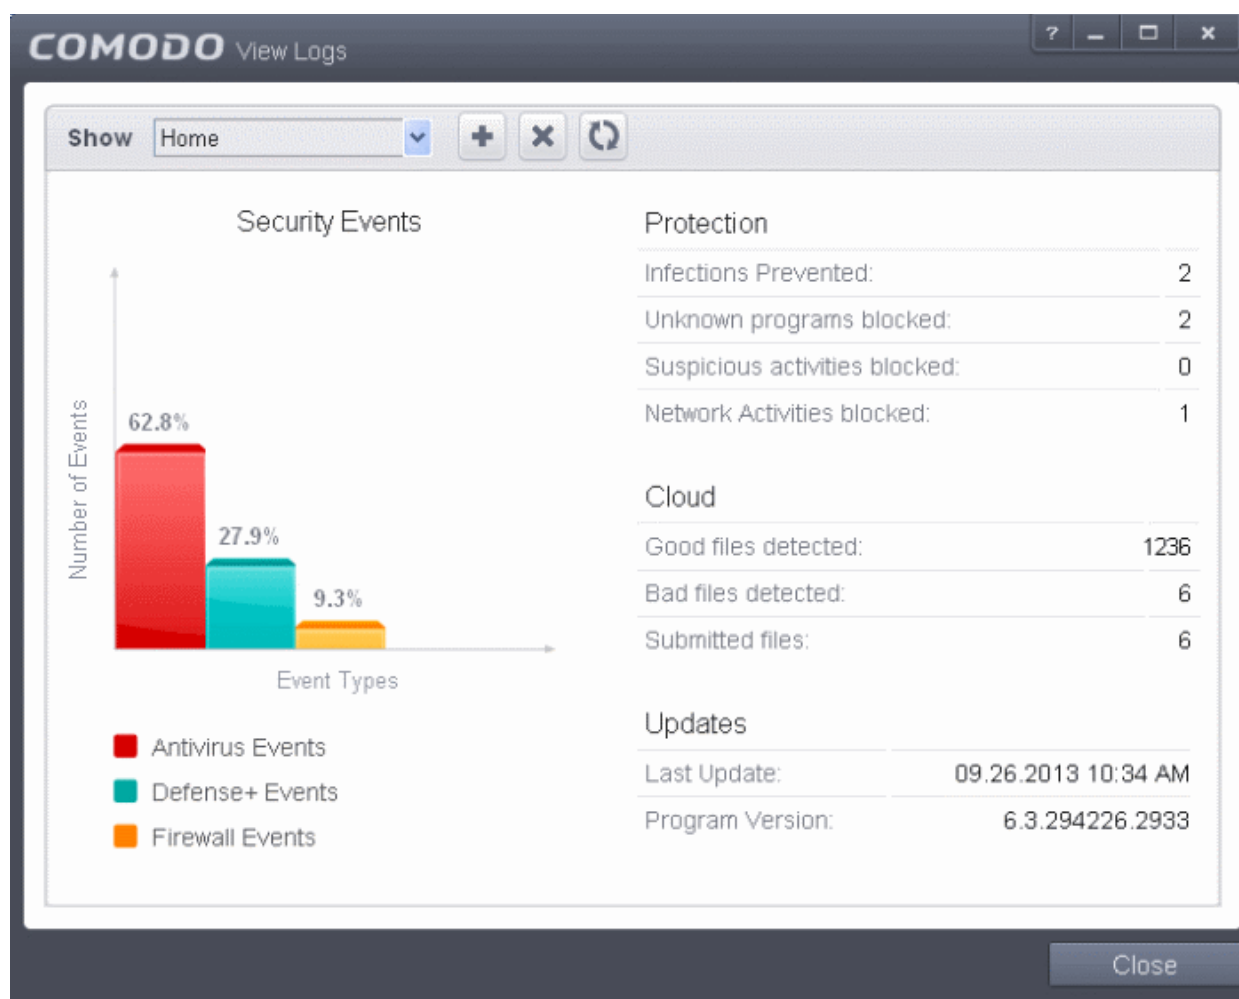 COMODO View Logs
?
Show Home
Security Events
Number of Events
62.8%
27.9%
9.3%
Event Types
Antivirus Events
Defense+ Events
Firewall Events
Protection
Infections Prevented: 2
Unknown programs blocked: 2
Suspicious activities blocked: 0
Network Activities blocked: 1
Cloud
Good files detected: 1236
Bad files detected: 6
Submitted files: 6
Updates
Last Update: 09.26.2013 10:34 AM
Program Version: 6.3.294226.2933
Close